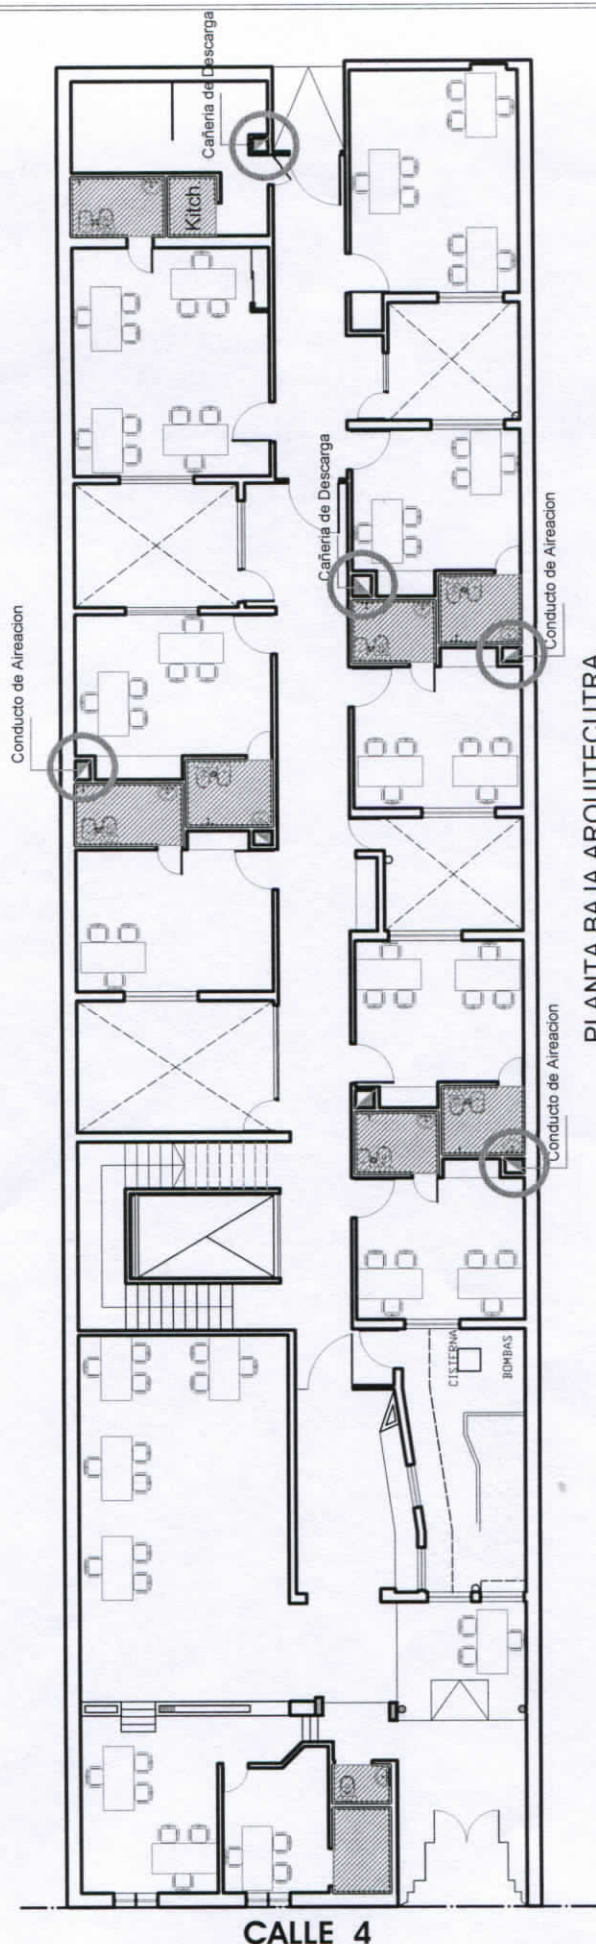 Cañeria de Descarga
Kitch.
Cañeria de Descarga
Conducto de Aireacion
Conducto de Aireacion
PLANTA BAJA ARQUITECUTRA
Conducto de Aireacion
CISTERNA
BOMBAS
CALLE 4